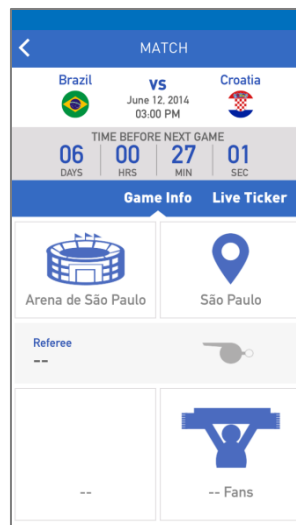 MATCH
Brazil
VS
Croatia
June 12, 2014
03:00 PM
TIME BEFORE NEXT GAME
06 00 27 01
DAYS HRS MIN SEC
Game Info Live Ticker
Arena de São Paulo
São Paulo
Referee
--
--
-- Fans